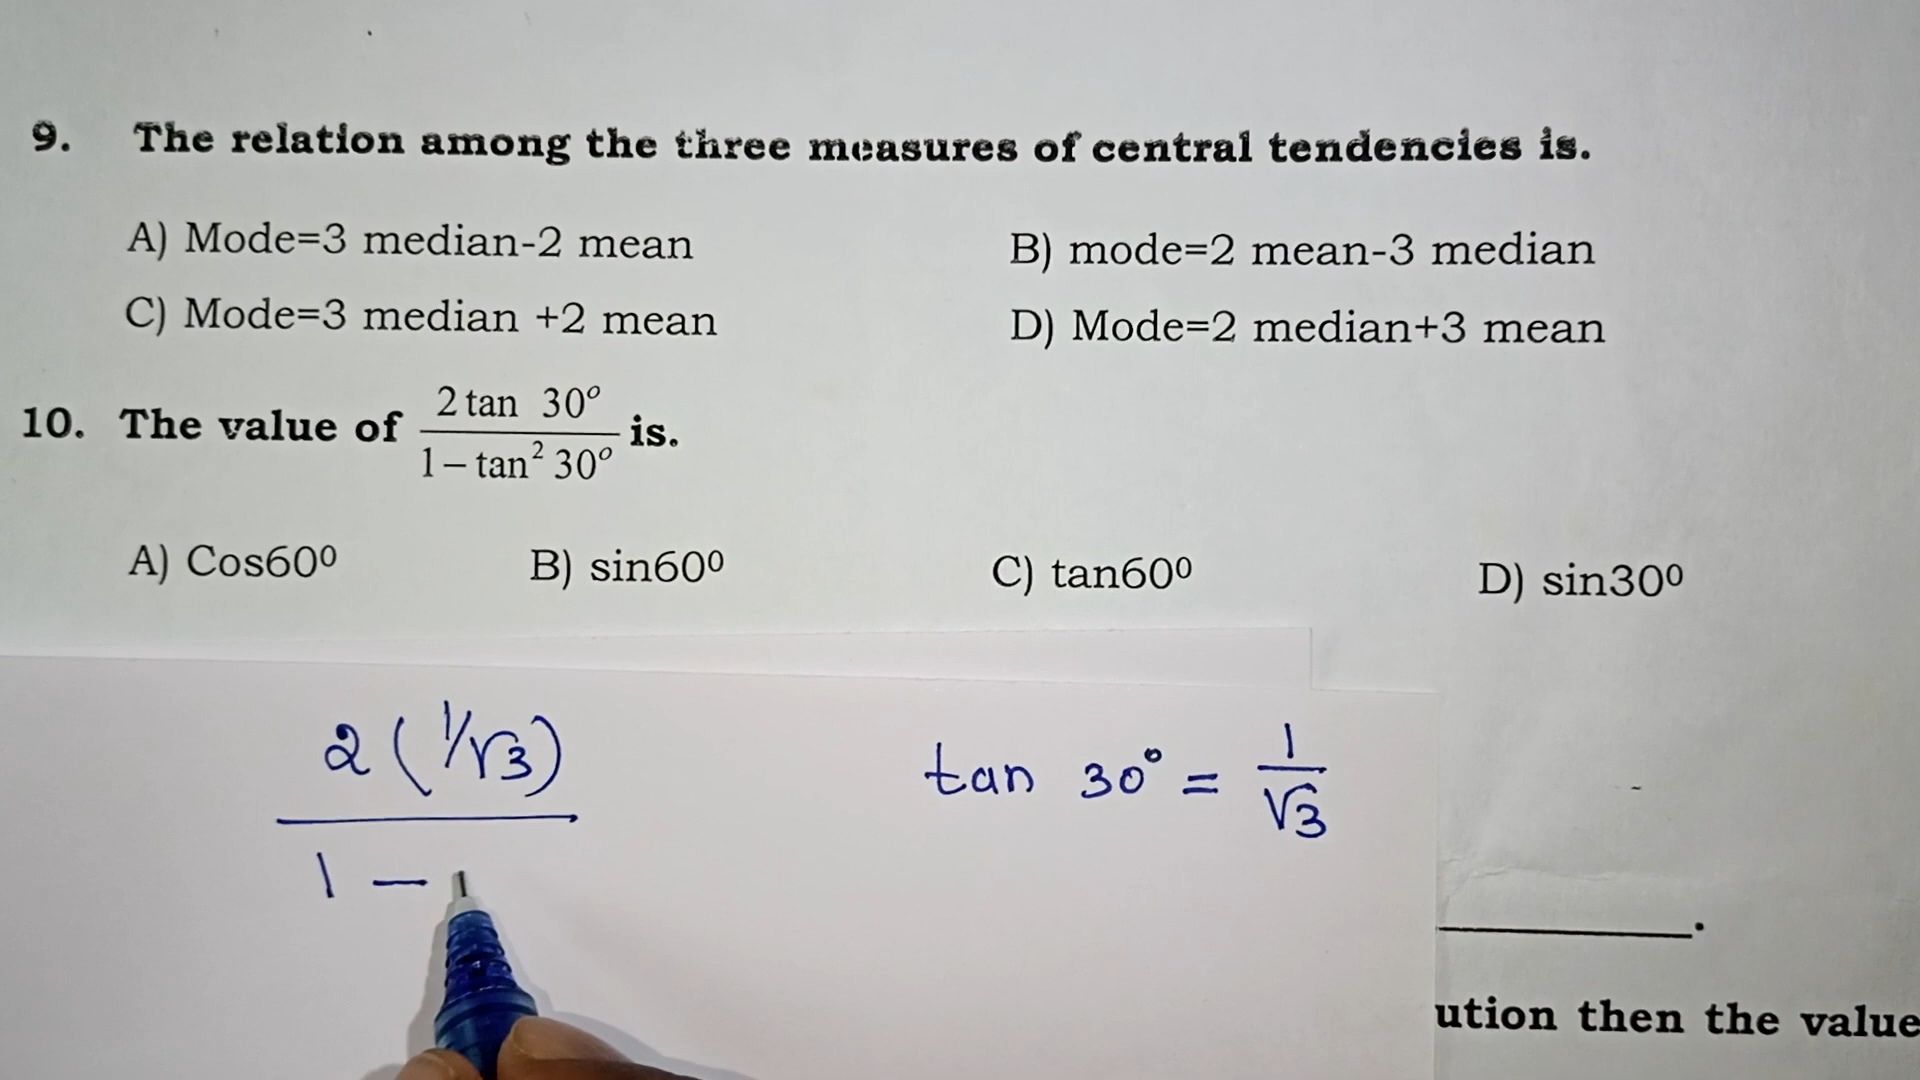 9. The relation among the three measures of central tendencies is.
A) Mode=3 median-2 mean B) mode=2 mean-3 median
C) Mode=3 median +2 mean D) Mode=2 median+3 mean
10. The value of 2 tan 30° / 1 – tan² 30° is.
A) Cos60⁰ B) sin60⁰ C) tan60⁰ D) sin30⁰
2 (1/√3)
1 –
tan 30° = 1/√3
ution then the value